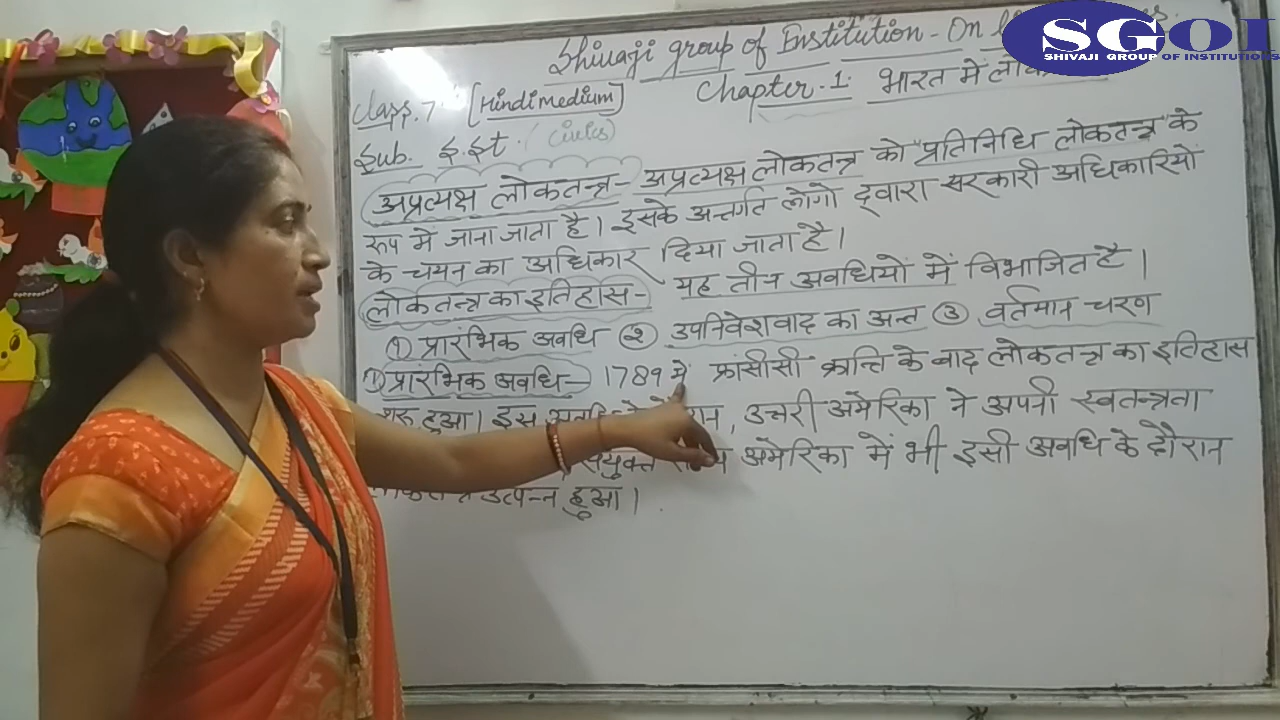 Shivaji group of Institution - On
SGOI
SHIVAJI GROUP OF INSTITUTIONS
Class. 7 [Hindi medium]
Chapter-1. भारत में
Sub. S.St. (civics)
अप्रत्यक्ष लोकतन्त्र - अप्रत्यक्ष लोकतन्त्र को "प्रतिनिधि लोकतन्त्र" के
रूप में जाना जाता है। इसके अन्तर्गत लोगो द्वारा सरकारी अधिकारियों
के चयन का अधिकार दिया जाता है।
लोकतन्त्र का इतिहास - यह तीन अवधियों में विभाजित है।
① प्रारंभिक अवधि ② उपनिवेशवाद का अन्त ③ वर्तमान चरण
① प्रारंभिक अवधि - 1789 में फ्रांसीसी क्रान्ति के बाद लोकतन्त्र का इतिहास
शुरू हुआ। इस उत्तरी अमेरिका ने अपनी स्वतन्त्रता
संयुक्त अमेरिका में भी इसी अवधि के दौरान
उत्पन्न हुआ।